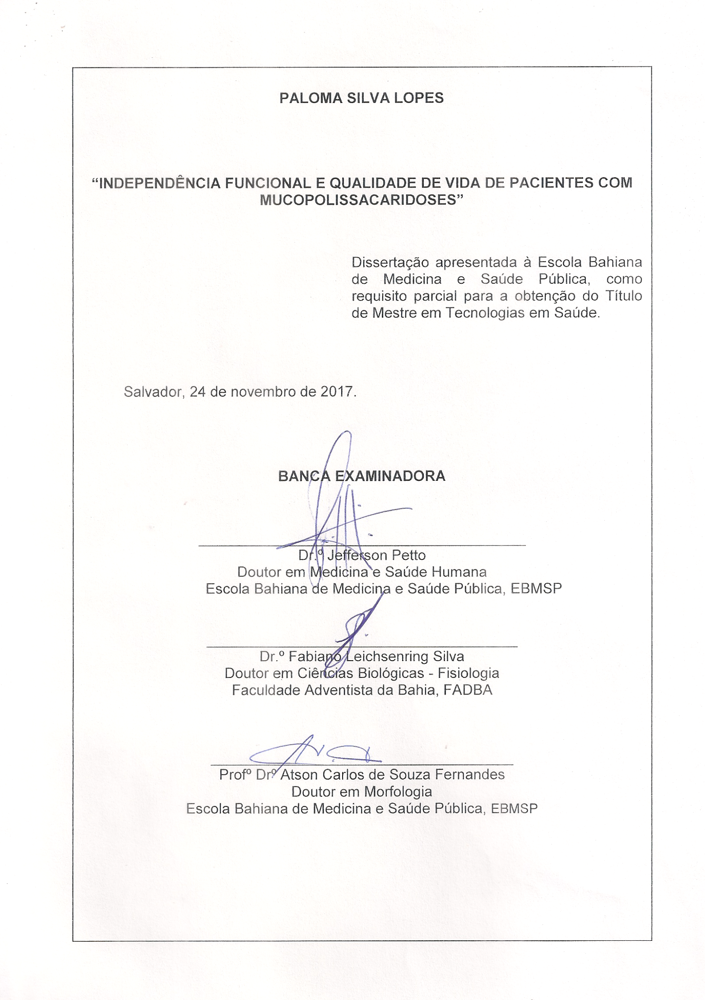 PALOMA SILVA LOPES
“INDEPENDÊNCIA FUNCIONAL E QUALIDADE DE VIDA DE PACIENTES COM
MUCOPOLISSACARIDOSES”
Dissertação apresentada à Escola Bahiana
de Medicina e Saúde Pública, como
requisito parcial para a obtenção do Título
de Mestre em Tecnologias em Saúde.
Salvador, 24 de novembro de 2017.
BANCA EXAMINADORA
Dr.º Jefferson Petto
Doutor em Medicina e Saúde Humana
Escola Bahiana de Medicina e Saúde Pública, EBMSP
Dr.º Fabiano Leichsenring Silva
Doutor em Ciências Biológicas - Fisiologia
Faculdade Adventista da Bahia, FADBA
Profº Drº Atson Carlos de Souza Fernandes
Doutor em Morfologia
Escola Bahiana de Medicina e Saúde Pública, EBMSP